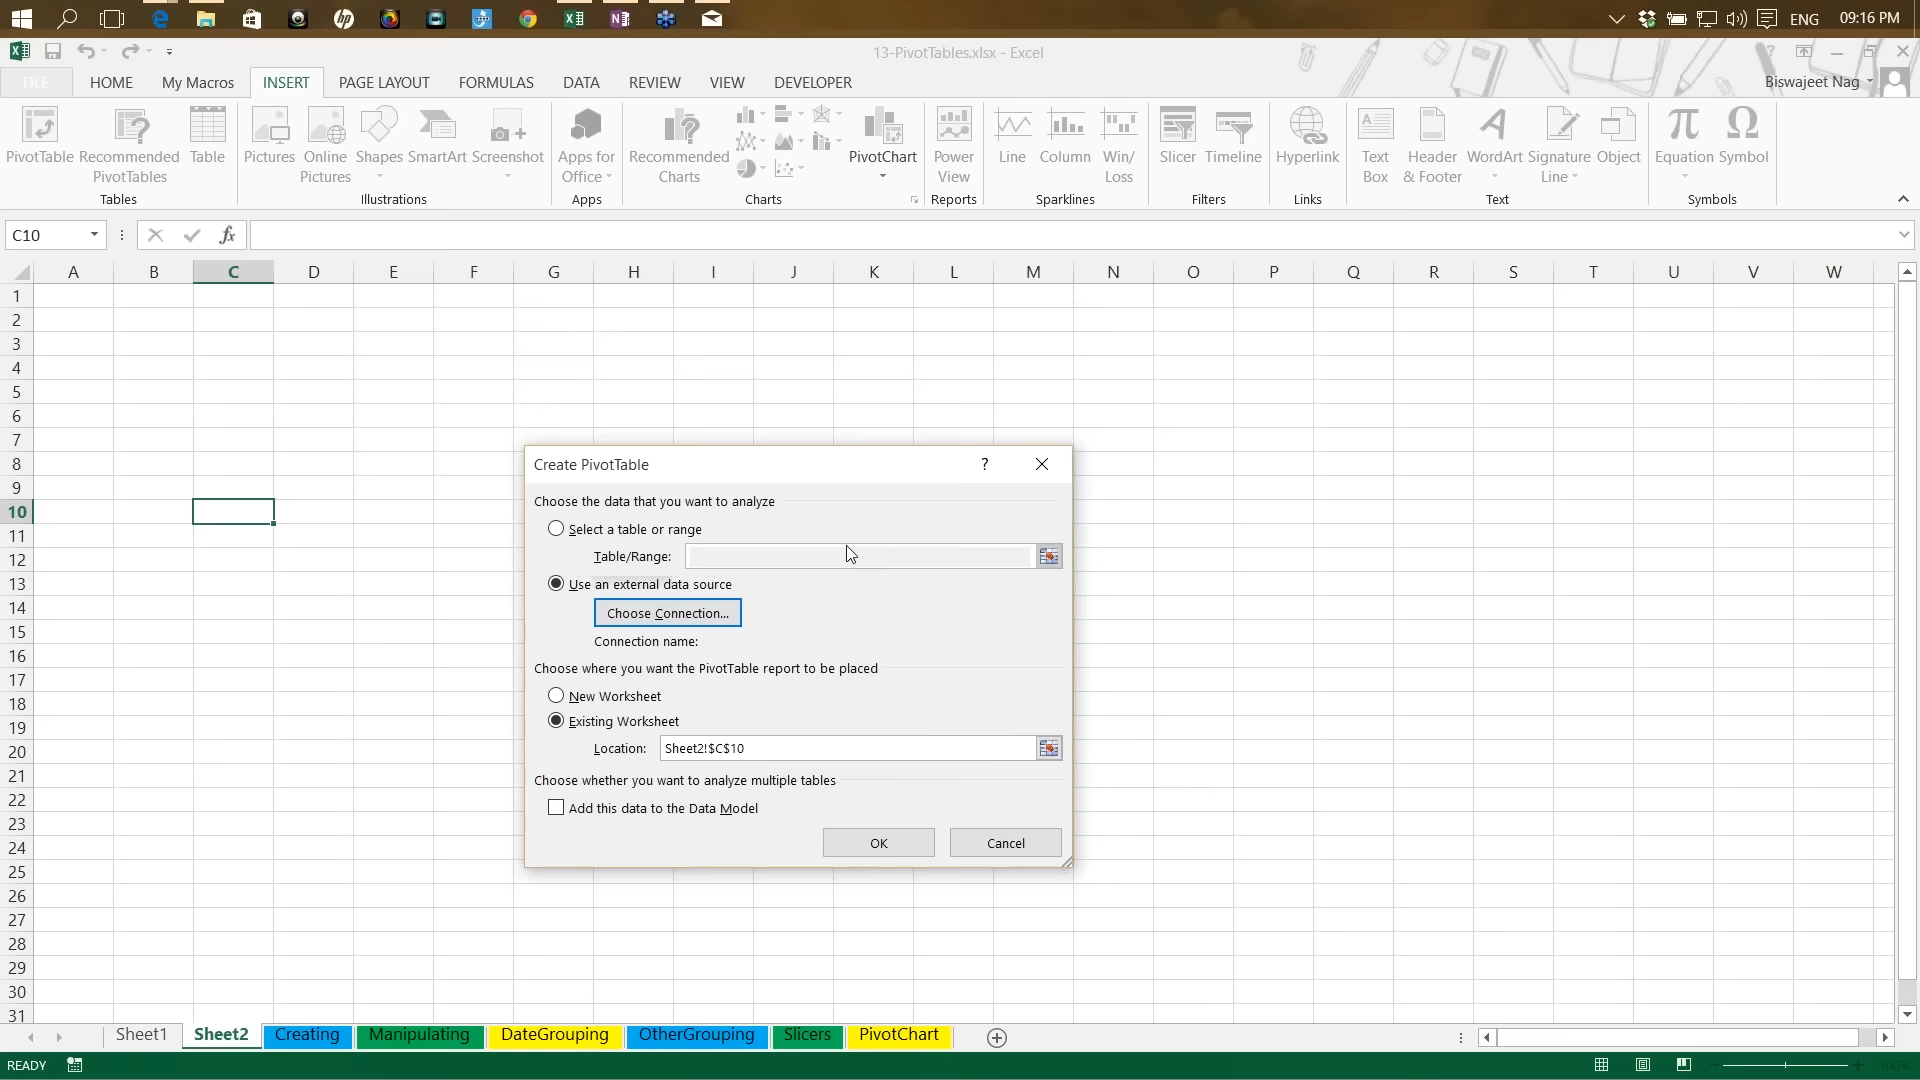 ENG 09:16 PM
13-PivotTables.xlsx - Excel
FILE HOME My Macros INSERT PAGE LAYOUT FORMULAS DATA REVIEW VIEW DEVELOPER Biswajeet Nag
PivotTable Recommended PivotTables Table
Pictures Online Pictures Shapes SmartArt Screenshot
Apps for Office
Recommended Charts PivotChart
Power View
Line Column Win/Loss
Slicer Timeline
Hyperlink
Text Box Header & Footer WordArt Signature Line Object
Equation Symbol
Tables Illustrations Apps Charts Reports Sparklines Filters Links Text Symbols
C10 fx
A B C D E F G H I J K L M N O P Q R S T U V W
1
2
3
4
5
6
7
8
9
10
11
12
13
14
15
16
17
18
19
20
21
22
23
24
25
26
27
28
29
30
31
Create PivotTable ?
Choose the data that you want to analyze
Select a table or range
Table/Range:
Use an external data source
Choose Connection...
Connection name:
Choose where you want the PivotTable report to be placed
New Worksheet
Existing Worksheet
Location: Sheet2!$C$10
Choose whether you want to analyze multiple tables
Add this data to the Data Model
OK Cancel
Sheet1 Sheet2 Creating Manipulating DateGrouping OtherGrouping Slicers PivotChart
READY